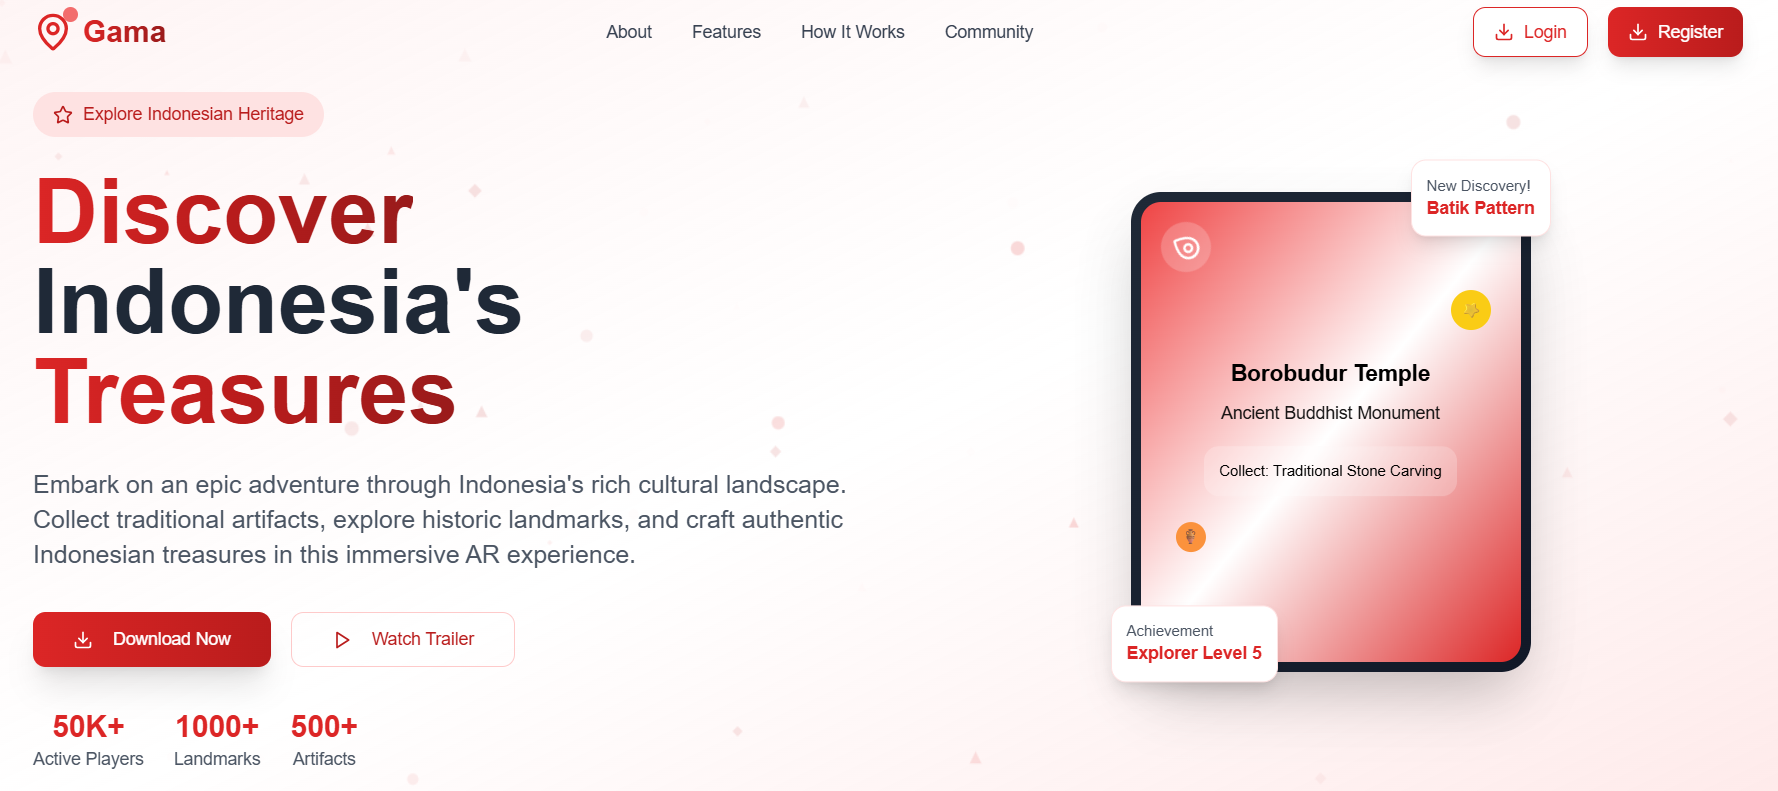 Gama
About
Features
How It Works
Community
Login
Register
Explore Indonesian Heritage
Discover
Indonesia's
Treasures
Embark on an epic adventure through Indonesia's rich cultural landscape.
Collect traditional artifacts, explore historic landmarks, and craft authentic
Indonesian treasures in this immersive AR experience.
Download Now
Watch Trailer
50K+
Active Players
1000+
Landmarks
500+
Artifacts
New Discovery!
Batik Pattern
Borobudur Temple
Ancient Buddhist Monument
Collect: Traditional Stone Carving
Achievement
Explorer Level 5